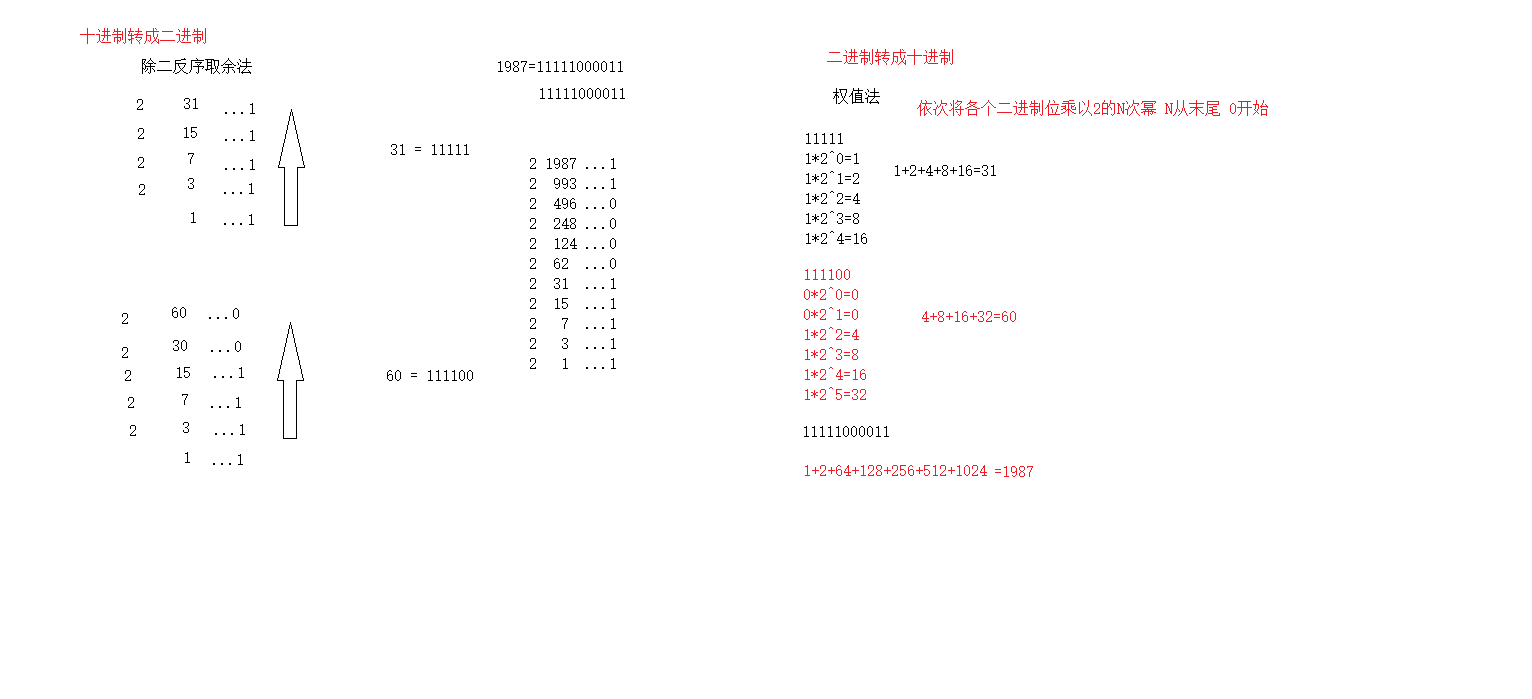 十进制转成二进制
除二反序取余法
2 31 ...1
2 15 ...1
2 7 ...1
2 3 ...1
1 ...1
31 = 11111
2 60 ...0
2 30 ...0
2 15 ...1
2 7 ...1
2 3 ...1
1 ...1
60 = 111100
1987=11111000011
11111000011
2 1987 ...1
2 993 ...1
2 496 ...0
2 248 ...0
2 124 ...0
2 62 ...0
2 31 ...1
2 15 ...1
2 7 ...1
2 3 ...1
2 1 ...1
二进制转成十进制
权值法
依次将各个二进制位乘以2的N次幂 N从末尾 0开始
11111
1*2^0=1
1*2^1=2
1*2^2=4
1*2^3=8
1*2^4=16
1+2+4+8+16=31
111100
0*2^0=0
0*2^1=0
1*2^2=4
1*2^3=8
1*2^4=16
1*2^5=32
4+8+16+32=60
11111000011
1+2+64+128+256+512+1024 =1987